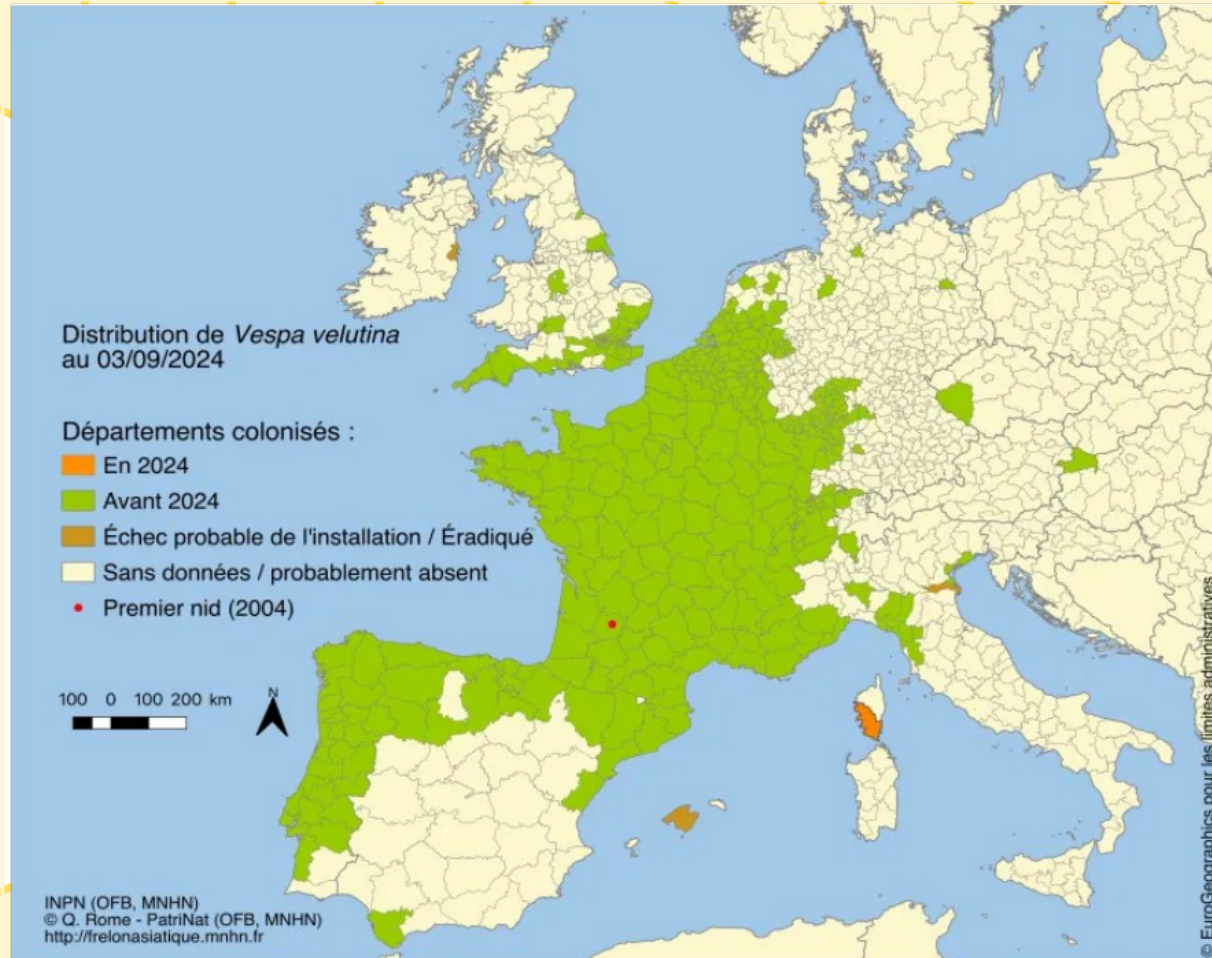 Distribution de Vespa velutina
au 03/09/2024
Départements colonisés :
En 2024
Avant 2024
Échec probable de l'installation / Éradiqué
Sans données / probablement absent
Premier nid (2004)
100 0 100 200 km
N
INPN (OFB, MNHN)
© Q. Rome - PatriNat (OFB, MNHN)
http://frelonasiatique.mnhn.fr
© EuroGeographics pour les limites administratives